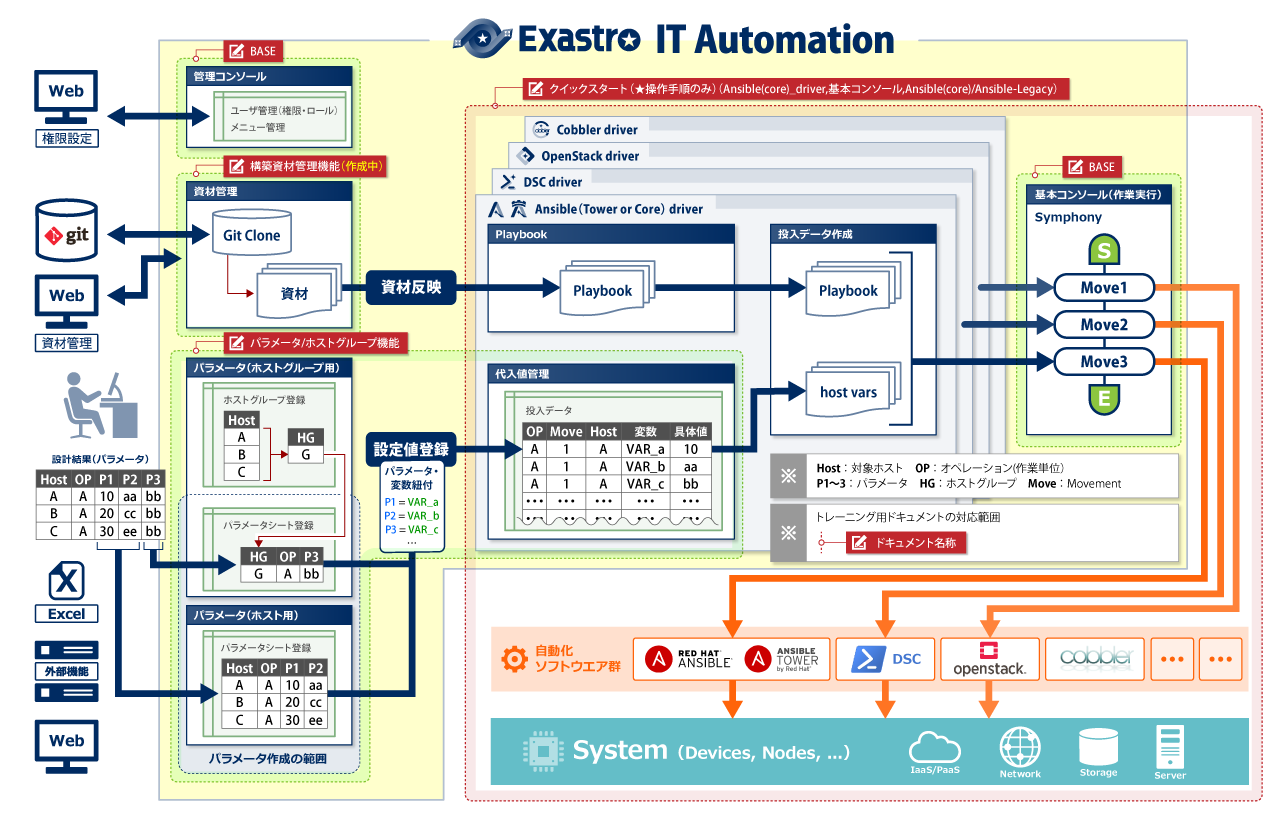 Exastro IT Automation
BASE
管理コンソール
ユーザ管理(権限・ロール)
メニュー管理
Web
権限設定
構築資材管理機能(作成中)
資材管理
Git Clone
資材
git
Web
資材管理
資材反映
クイックスタート(★操作手順のみ)(Ansible(core)_driver,基本コンソール,Ansible(core)/Ansible-Legacy)
Cobbler driver
OpenStack driver
DSC driver
Ansible(Tower or Core) driver
Playbook
Playbook
投入データ作成
Playbook
host vars
BASE
基本コンソール(作業実行)
Symphony
S
Move1
Move2
Move3
E
パラメータ/ホストグループ機能
パラメータ(ホストグループ用)
ホストグループ登録
Host
A
B
C
HG
G
パラメータシート登録
HG OP P3
G A bb
設計結果(パラメータ)
Host OP P1 P2 P3
A A 10 aa bb
B A 20 cc bb
C A 30 ee bb
Excel
外部機能
Web
パラメータ(ホスト用)
パラメータシート登録
Host OP P1 P2
A A 10 aa
B A 20 cc
C A 30 ee
パラメータ作成の範囲
設定値登録
パラメータ・
変数紐付
P1 = VAR_a
P2 = VAR_b
P3 = VAR_c
...
代入値管理
投入データ
OP Move Host 変数 具体値
A 1 A VAR_a 10
A 1 A VAR_b aa
A 1 A VAR_c bb
... ... ... ... ...
... ... ... ... ...
※
Host:対象ホスト OP:オペレーション(作業単位)
P1~3:パラメータ HG:ホストグループ Move:Movement
※
トレーニング用ドキュメントの対応範囲
ドキュメント名称
自動化
ソフトウエア群
RED HAT
ANSIBLE
ANSIBLE
TOWER
by Red Hat
DSC
openstack.
cobbler
...
...
System (Devices, Nodes, ...)
IaaS/PaaS
Network
Storage
Server